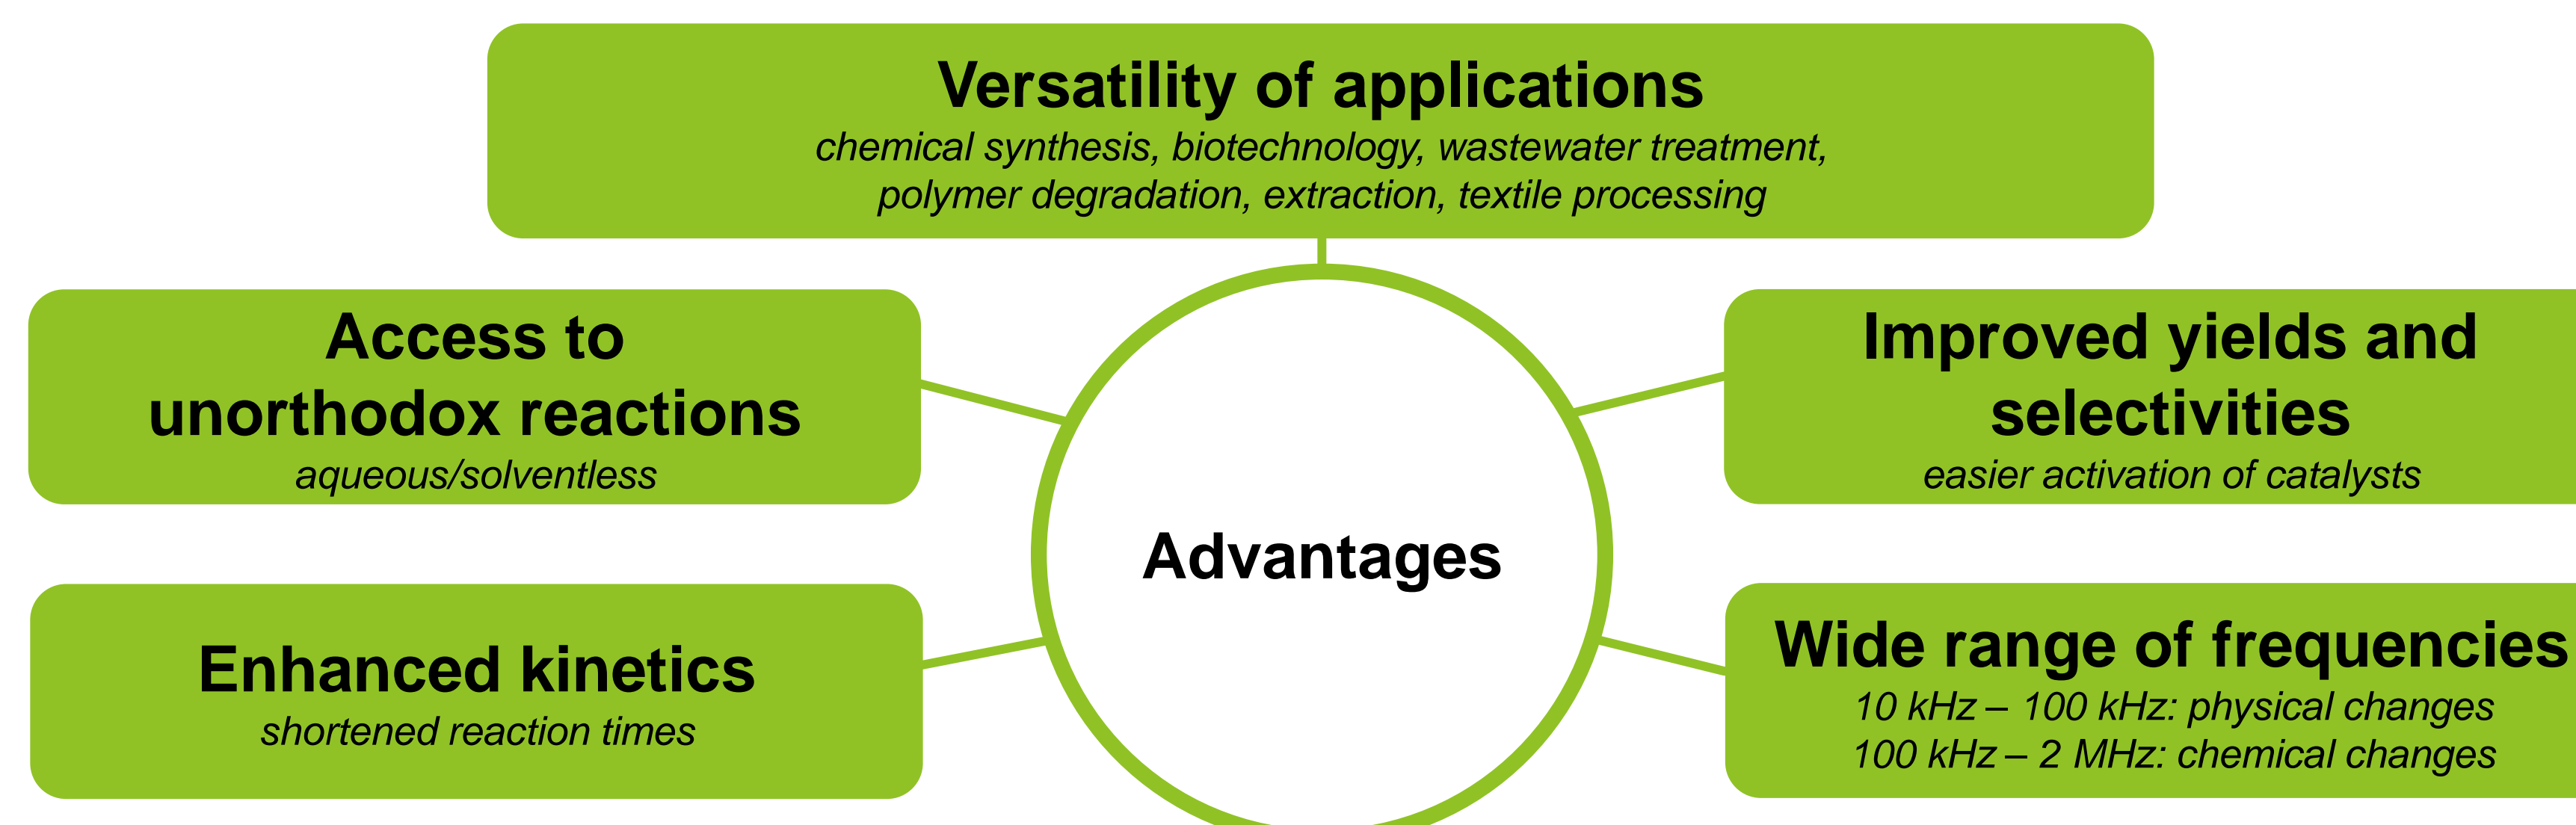 Versatility of applications
chemical synthesis, biotechnology, wastewater treatment,
polymer degradation, extraction, textile processing
Access to
unorthodox reactions
aqueous/solventless
Improved yields and
selectivities
easier activation of catalysts
Advantages
Enhanced kinetics
shortened reaction times
Wide range of frequencies
10 kHz – 100 kHz: physical changes
100 kHz – 2 MHz: chemical changes